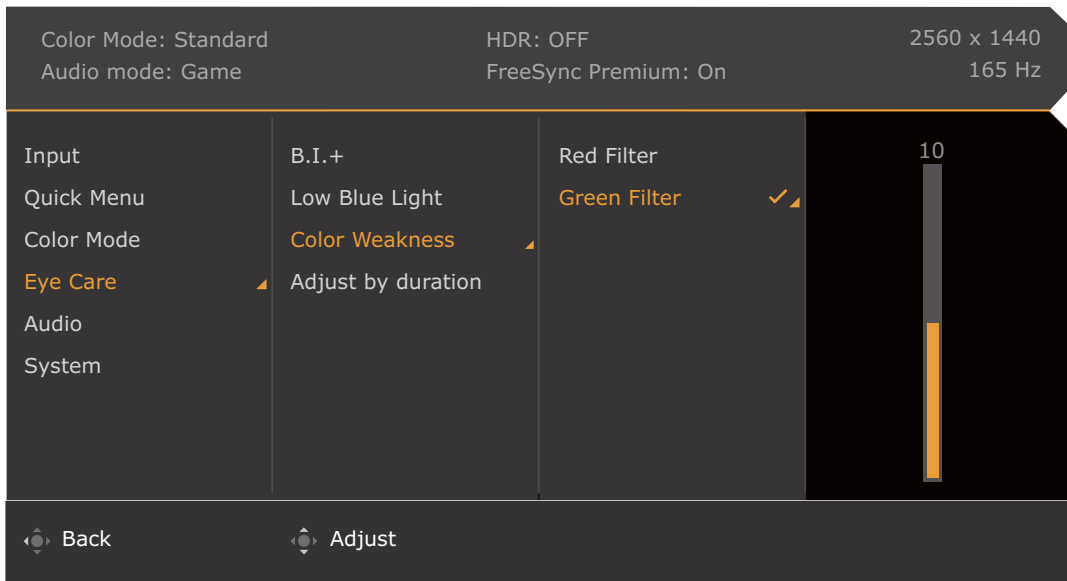 Color Mode: Standard
HDR: OFF
2560 x 1440
Audio mode: Game
FreeSync Premium: On
165 Hz
Input
Quick Menu
Color Mode
Eye Care
Audio
System
B.I.+
Low Blue Light
Color Weakness
Adjust by duration
Red Filter
Green Filter
10
Back
Adjust